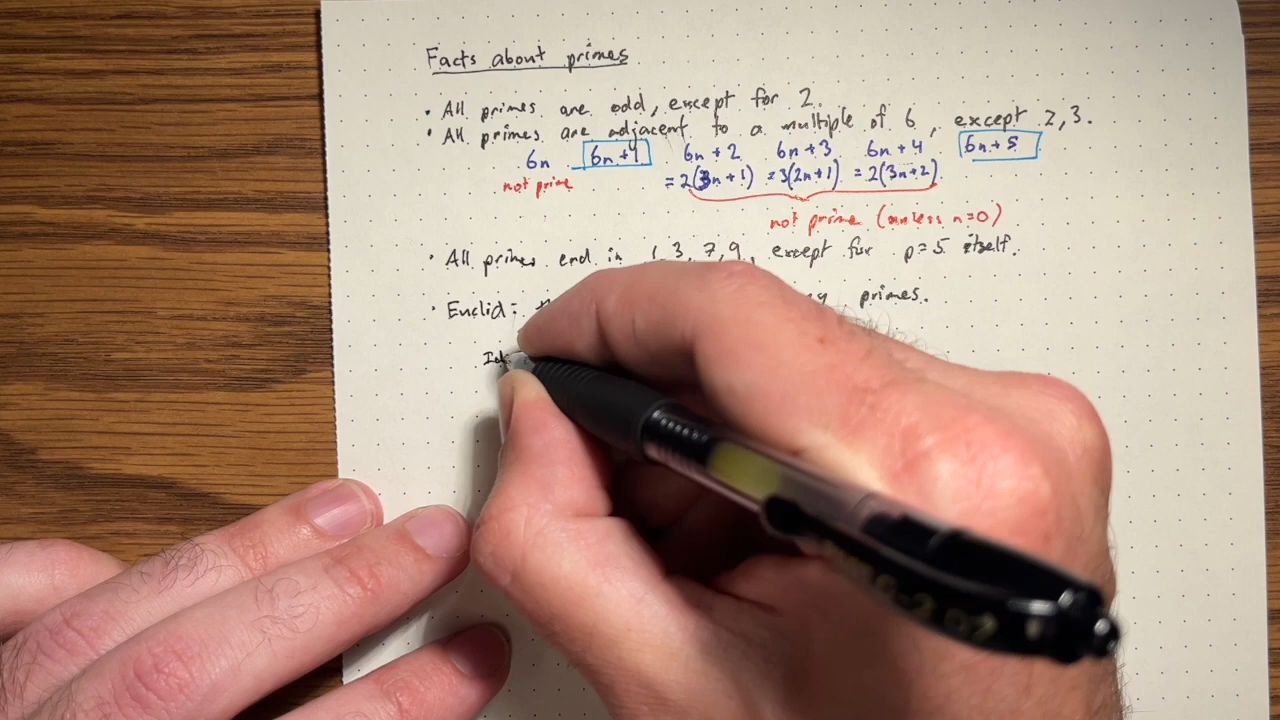 Facts about primes
· All primes are odd, except for 2.
· All primes are adjacent to a multiple of 6, except 2,3.
6n 6n+1 6n+2 6n+3 6n+4 6n+5
not prime =2(3n+1) =3(2n+1) =2(3n+2)
not prime (unless n=0)
· All primes end in 1,3,7,9, except for p=5 itself.
· Euclid: primes.